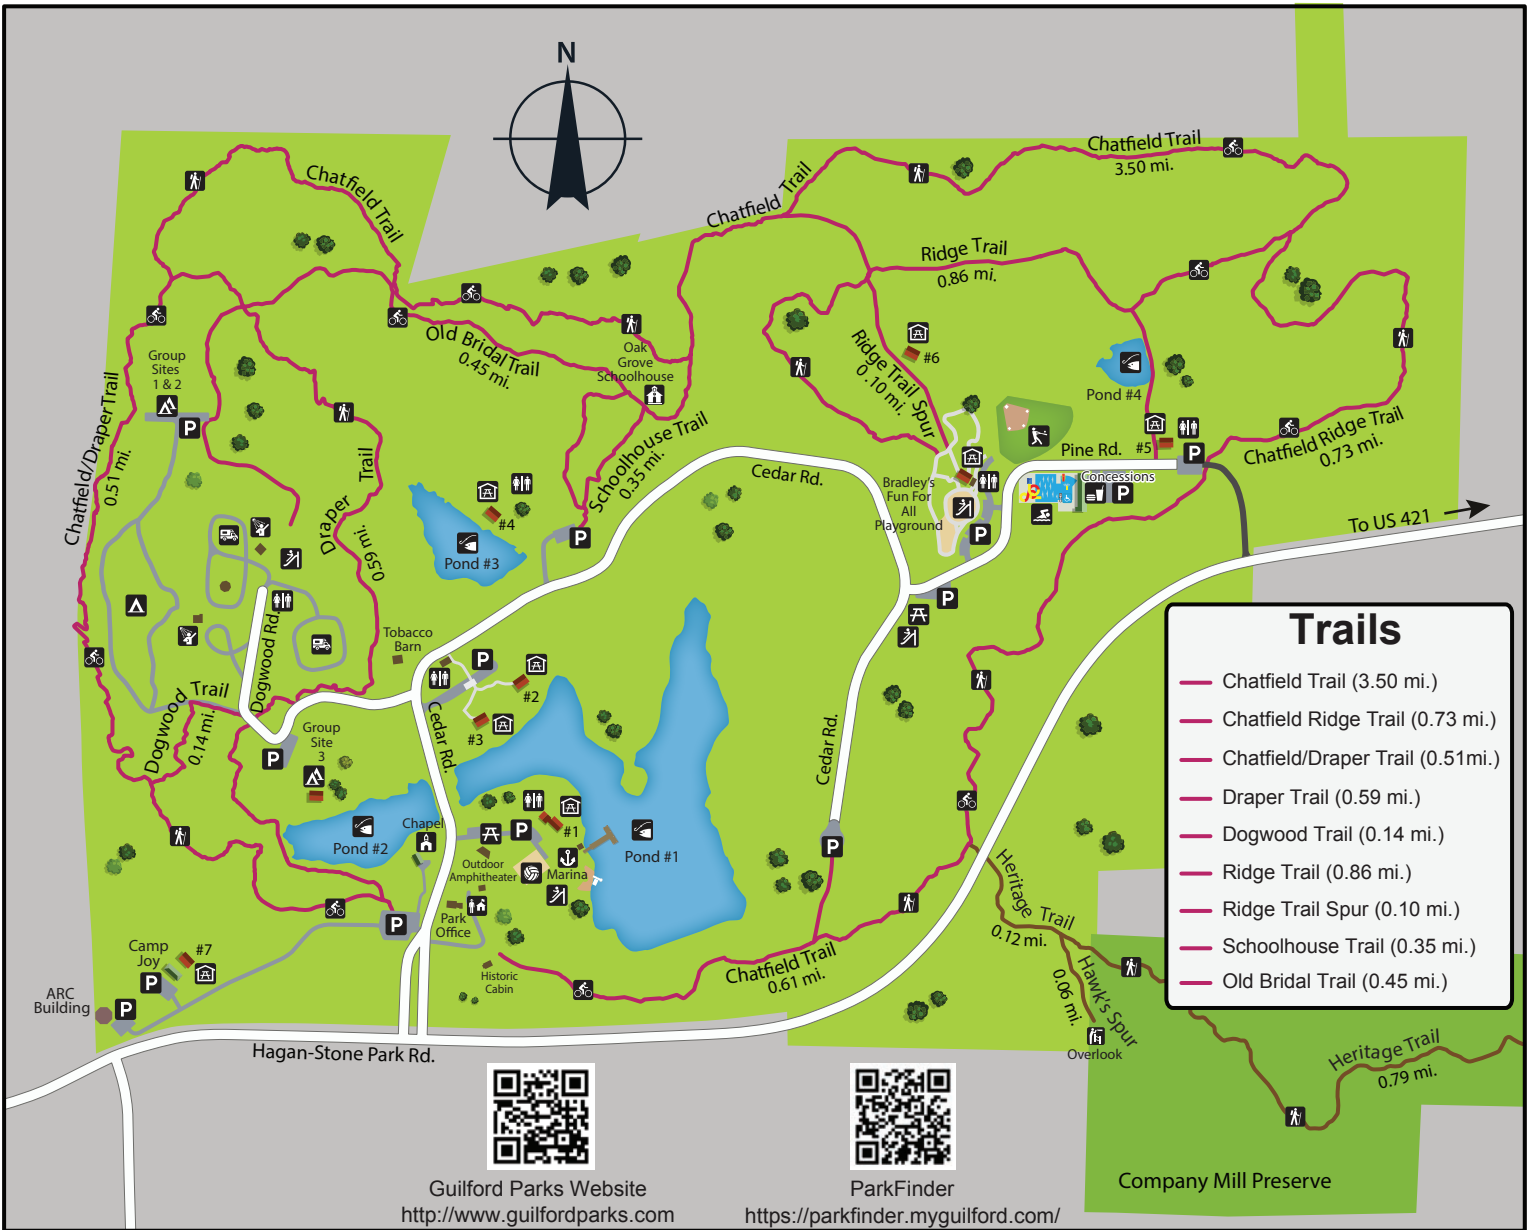 N
Chatfield Trail
3.50 mi.
Chatfield Trail
Chatfield Trail
Ridge Trail
0.86 mi.
Old Bridal Trail
0.45 mi.
Oak
Grove
Schoolhouse
Group
Sites
1 & 2
P
Ridge Trail Spur
0.10 mi.
#6
Pond #4
Chatfield/Draper Trail
0.51 mi.
Draper Trail
0.59 mi.
Schoolhouse Trail
0.35 mi.
#4
Pond #3
P
Cedar Rd.
Bradley's
Fun For
All
Playground
P
Pine Rd.
#5
P
Concessions
P
Chatfield Ridge Trail
0.73 mi.
To US 421
P
Tobacco
Barn
P
#2
#3
Dogwood Rd.
Dogwood Trail
0.14 mi.
Group
Site
3
P
Cedar Rd.
Cedar Rd.
P
Chapel
Pond #2
P
#1
Pond #1
Outdoor
Amphitheater
Marina
Park
Office
P
Historic
Cabin
Camp
Joy
#7
P
ARC
Building
P
Chatfield Trail
0.61 mi.
Heritage Trail
0.12 mi.
Hawk's Spur
0.06 mi.
Overlook
Hagan-Stone Park Rd.
Heritage Trail
0.79 mi.
Company Mill Preserve
Trails
Chatfield Trail (3.50 mi.)
Chatfield Ridge Trail (0.73 mi.)
Chatfield/Draper Trail (0.51mi.)
Draper Trail (0.59 mi.)
Dogwood Trail (0.14 mi.)
Ridge Trail (0.86 mi.)
Ridge Trail Spur (0.10 mi.)
Schoolhouse Trail (0.35 mi.)
Old Bridal Trail (0.45 mi.)
Guilford Parks Website
http://www.guilfordparks.com
ParkFinder
https://parkfinder.myguilford.com/